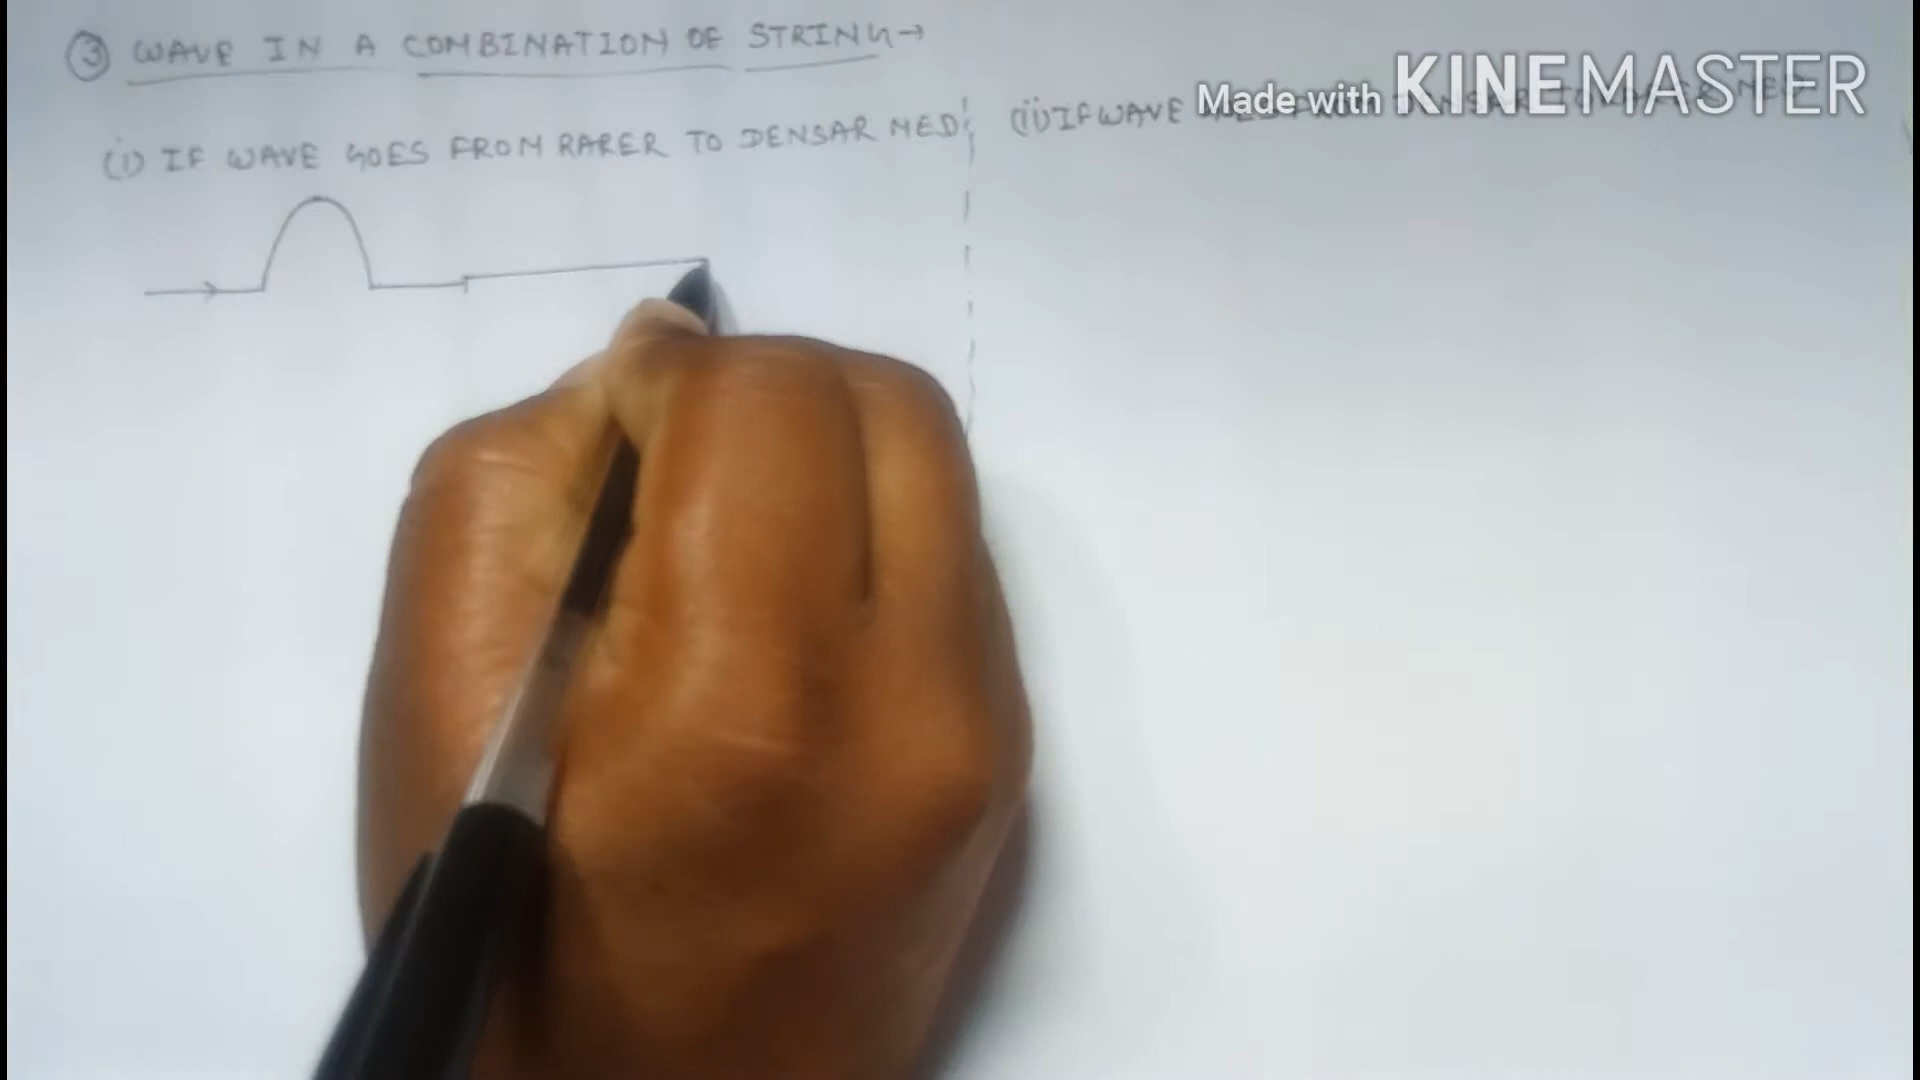 ③ WAVE IN A COMBINATION OF STRING→
(i) IF WAVE GOES FROM RARER TO DENSAR MED
(ii) IF WAVE
Made with KINEMASTER